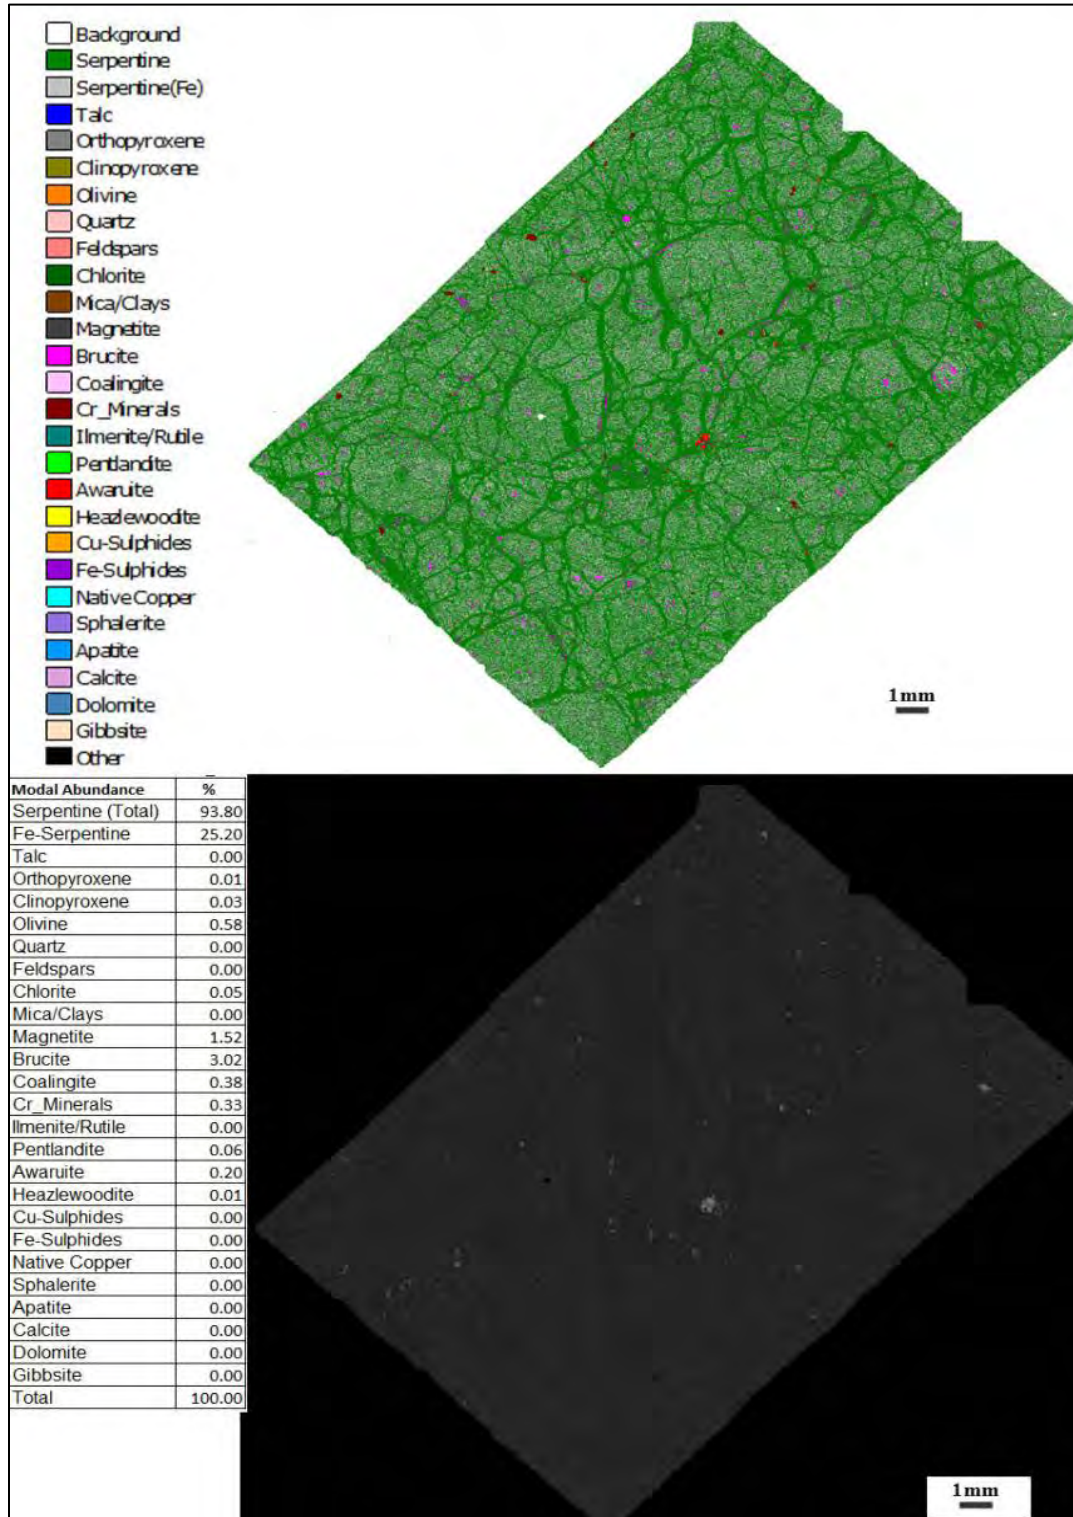 Background
Serpentine
Serpentine(Fe)
Talc
Orthopyroxene
Clinopyroxene
Olivine
Quartz
Feldspars
Chlorite
Mica/Clays
Magnetite
Brucite
Coalingite
Cr_Minerals
Ilmenite/Rutile
Pentlandite
Awaruite
Heazlewoodite
Cu-Sulphides
Fe-Sulphides
Native Copper
Sphalerite
Apatite
Calcite
Dolomite
Gibbsite
Other
1mm
Modal Abundance %
Serpentine (Total) 93.80
Fe-Serpentine 25.20
Talc 0.00
Orthopyroxene 0.01
Clinopyroxene 0.03
Olivine 0.58
Quartz 0.00
Feldspars 0.00
Chlorite 0.05
Mica/Clays 0.00
Magnetite 1.52
Brucite 3.02
Coalingite 0.38
Cr_Minerals 0.33
Ilmenite/Rutile 0.00
Pentlandite 0.06
Awaruite 0.20
Heazlewoodite 0.01
Cu-Sulphides 0.00
Fe-Sulphides 0.00
Native Copper 0.00
Sphalerite 0.00
Apatite 0.00
Calcite 0.00
Dolomite 0.00
Gibbsite 0.00
Total 100.00
1mm